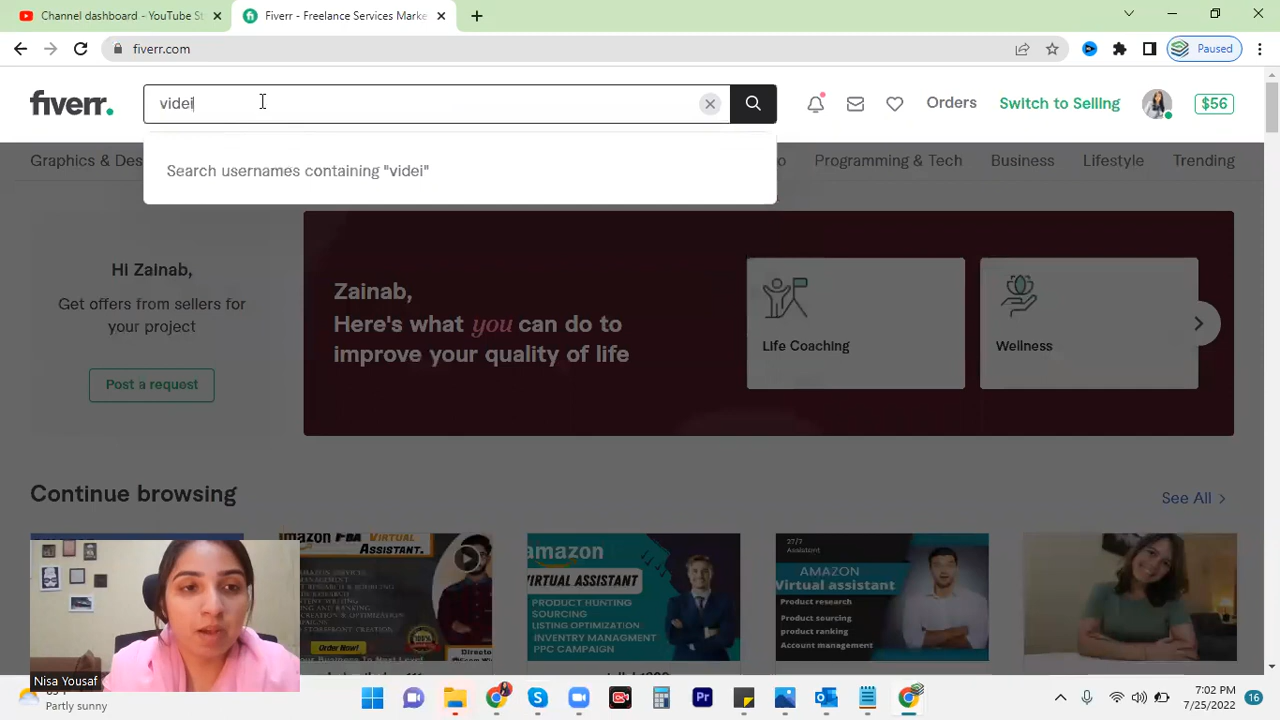 Channel dashboard - YouTube St
Fiverr - Freelance Services Marke
fiverr.com
Paused
fiverr.
videi
Orders
Switch to Selling
$56
Search usernames containing "videi"
Graphics & Des
Programming & Tech
Business
Lifestyle
Trending
Hi Zainab,
Get offers from sellers for
your project
Post a request
Zainab,
Here's what you can do to
improve your quality of life
Life Coaching
Wellness
Continue browsing
See All
AMAZON FBA VIRTUAL
ASSISTANT.
Order Now!
amazon
VIRTUAL ASSISTANT
PRODUCT HUNTING
SOURCING
LISTING OPTIMIZATION
INVENTRY MANAGMENT
PPC CAMPAIGN
27/7
Assistant
AMAZON
Virtual assistant
Product research
Product sourcing
product ranking
Account management
Nisa Yousaf
Partly sunny
7:02 PM
7/25/2022
16